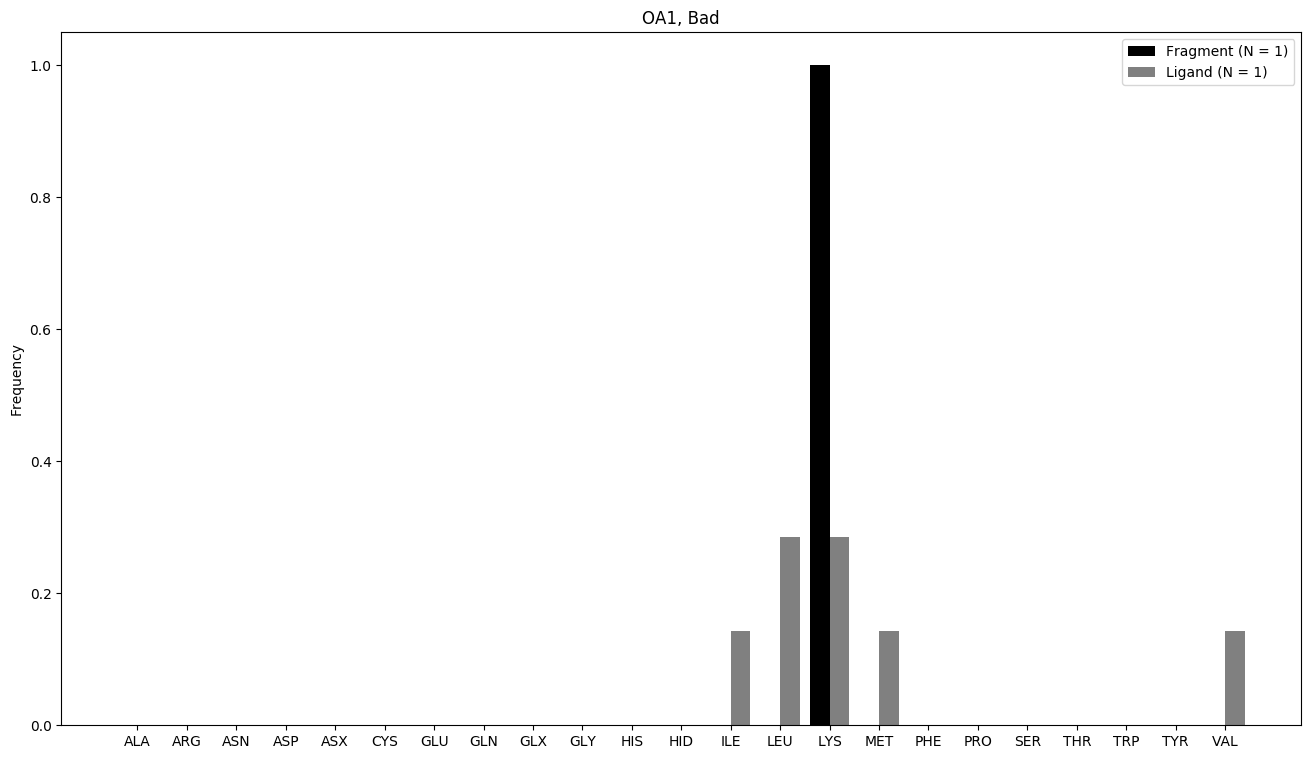 OA1, Bad
Fragment (N = 1)
Ligand (N = 1)
1.0
0.8
0.6
0.4
0.2
0.0
Frequency
ALA ARG ASN ASP ASX CYS GLU GLN GLX GLY HIS HID ILE LEU LYS MET PHE PRO SER THR TRP TYR VAL